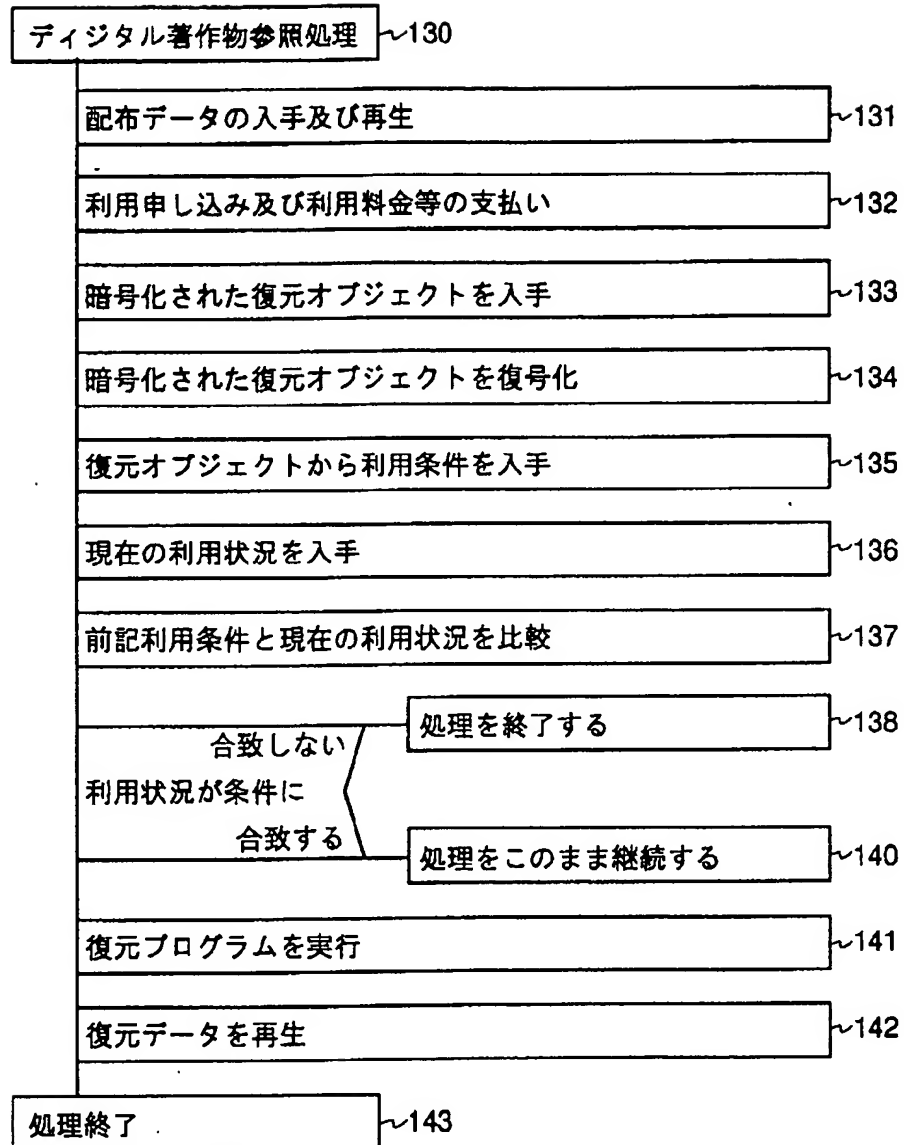 ディジタル著作物参照処理 ~130
配布データの入手及び再生 ~131
利用申し込み及び利用料金等の支払い ~132
暗号化された復元オブジェクトを入手 ~133
暗号化された復元オブジェクトを復号化 ~134
復元オブジェクトから利用条件を入手 ~135
現在の利用状況を入手 ~136
前記利用条件と現在の利用状況を比較 ~137
処理を終了する ~138
合致しない
利用状況が条件に
合致する
処理をこのまま継続する ~140
復元プログラムを実行 ~141
復元データを再生 ~142
処理終了 ~143